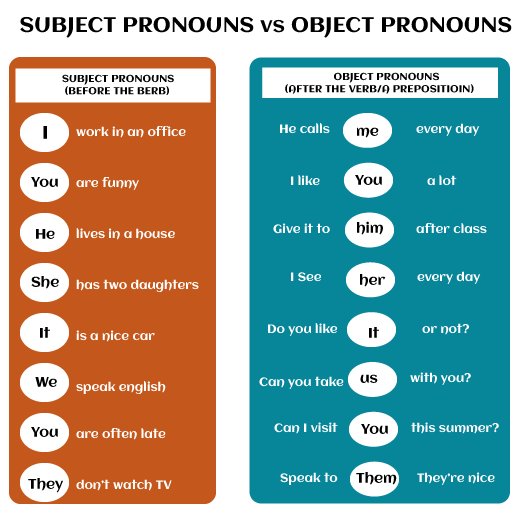 SUBJECT PRONOUNS vs OBJECT PRONOUNS
SUBJECT PRONOUNS
(BEFORE THE BERB)
I work in an office
You are funny
He lives in a house
She has two daughters
It is a nice car
We speak english
You are often late
They don't watch TV
OBJECT PRONOUNS
(AFTER THE VERB/A PREPOSITIOIN)
He calls me every day
I like You a lot
Give it to him after class
I See her every day
Do you like It or not?
Can you take us with you?
Can I visit You this summer?
Speak to Them They're nice